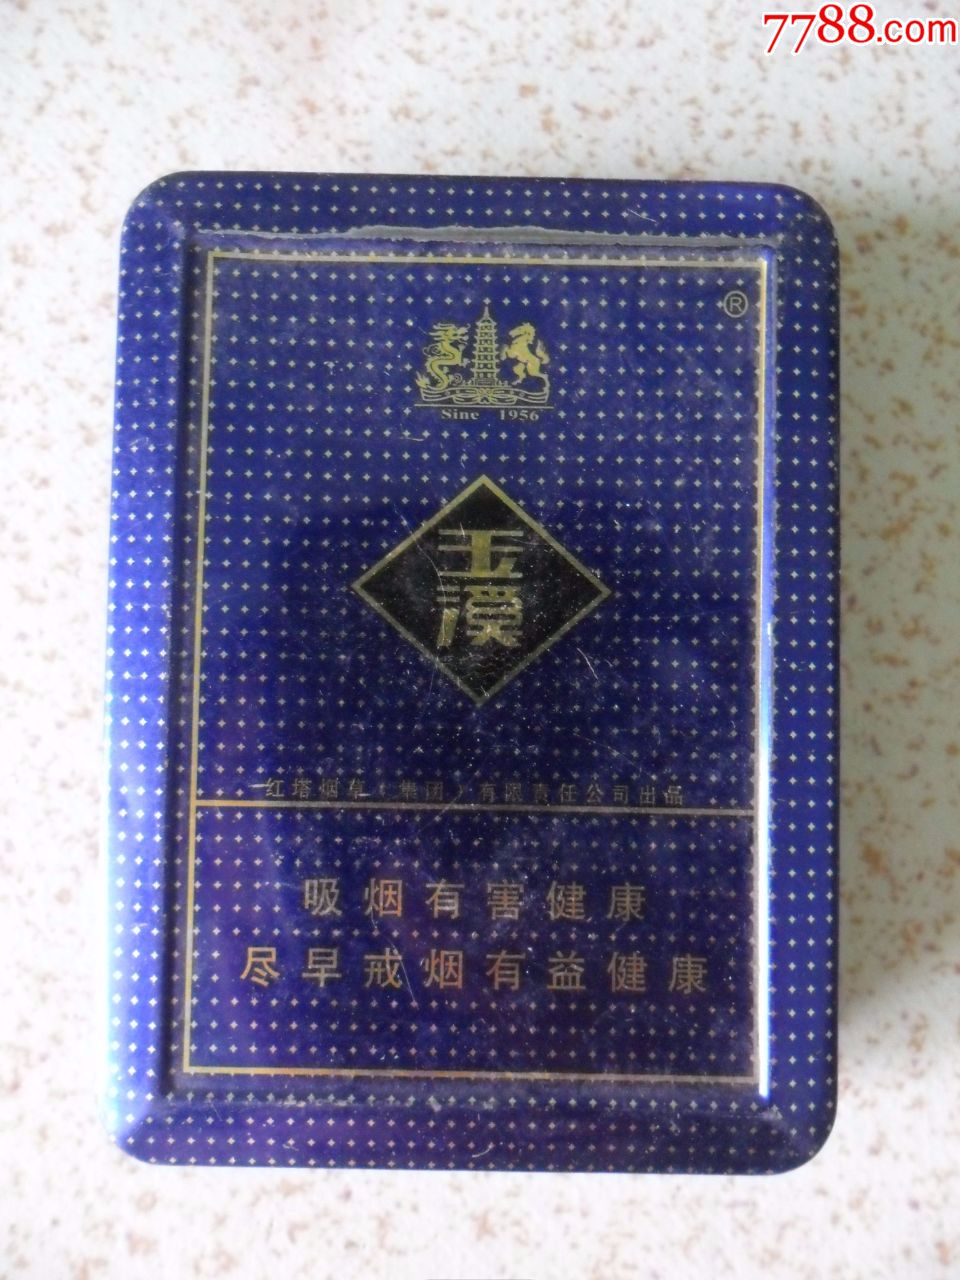 7788.com
®
Sinc 1956
玉溪
红塔烟草（集团）有限责任公司出品
吸烟有害健康
尽早戒烟有益健康